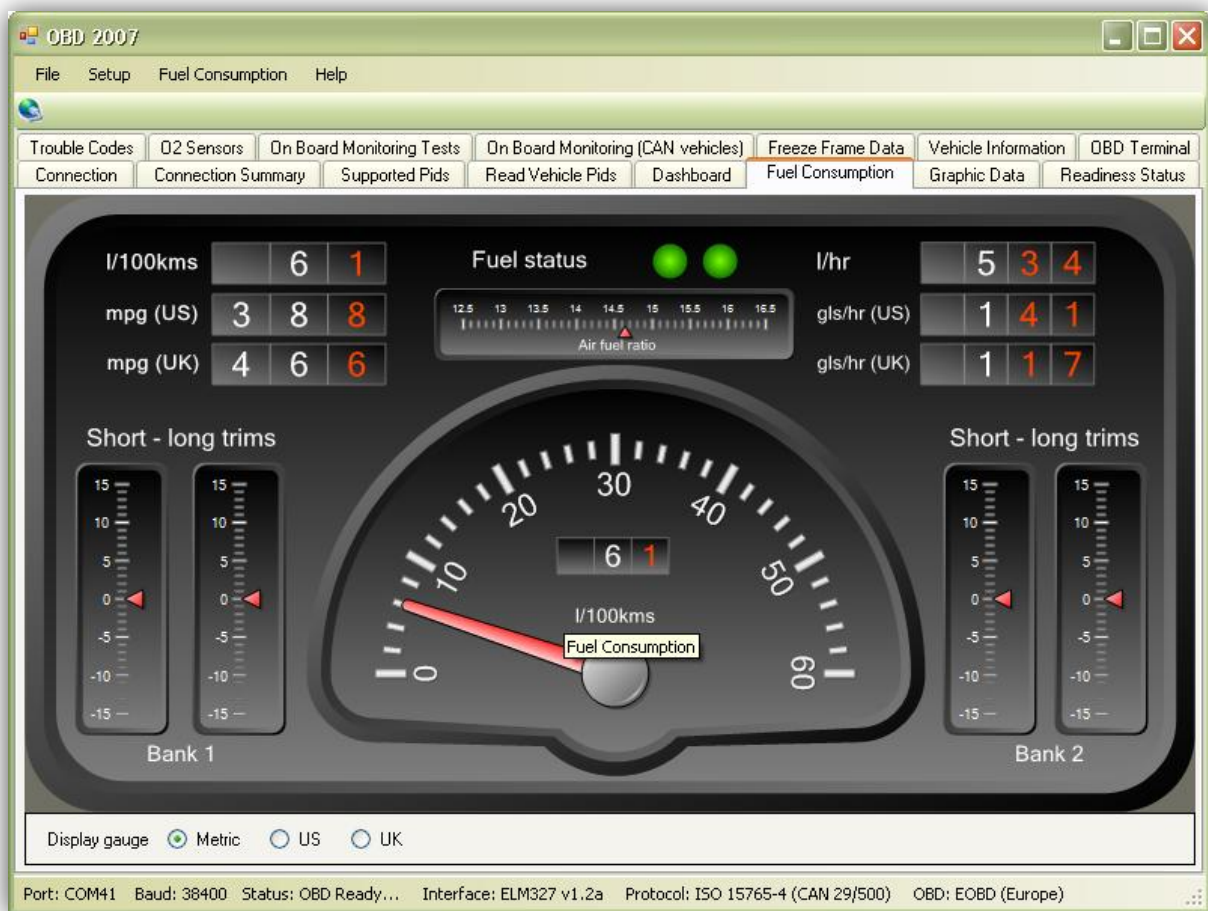 OBD 2007
File Setup Fuel Consumption Help
Trouble Codes O2 Sensors On Board Monitoring Tests On Board Monitoring (CAN vehicles) Freeze Frame Data Vehicle Information OBD Terminal
Connection Connection Summary Supported Pids Read Vehicle Pids Dashboard Fuel Consumption Graphic Data Readiness Status
l/100kms 6 1
mpg (US) 3 8 8
mpg (UK) 4 6 6
Fuel status
12.5 13 13.5 14 14.5 15 15.5 16 16.5
Air fuel ratio
l/hr 5 3 4
gls/hr (US) 1 4 1
gls/hr (UK) 1 1 7
Short - long trims
15 15
10 10
5 5
0 0
-5 -5
-10 -10
-15 -15
Bank 1
0 10 20 30 40 50 60
6 1
l/100kms
Fuel Consumption
Short - long trims
15 15
10 10
5 5
0 0
-5 -5
-10 -10
-15 -15
Bank 2
Display gauge Metric US UK
Port: COM41 Baud: 38400 Status: OBD Ready... Interface: ELM327 v1.2a Protocol: ISO 15765-4 (CAN 29/500) OBD: EOBD (Europe)